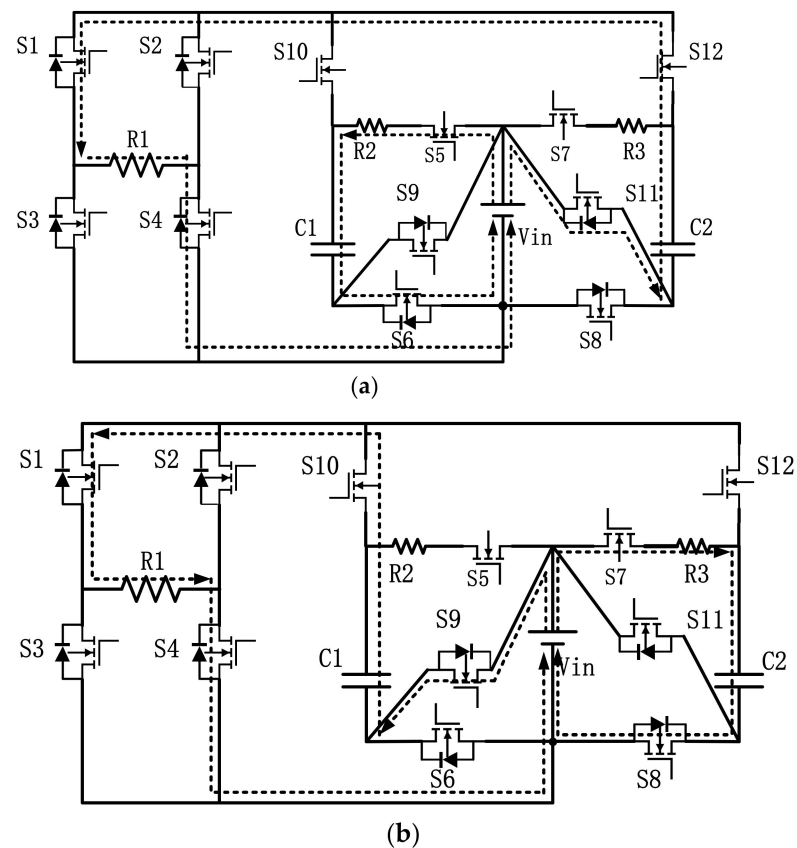 S1 S2 S10 S12
R1 R2 S5 S7 R3
S9 S11
S3 S4 C1 Vin C2
S6 S8
(a)
S1 S2 S10 S12
R1 R2 S5 S7 R3
S9 S11
S3 S4 C1 Vin C2
S6 S8
(b)